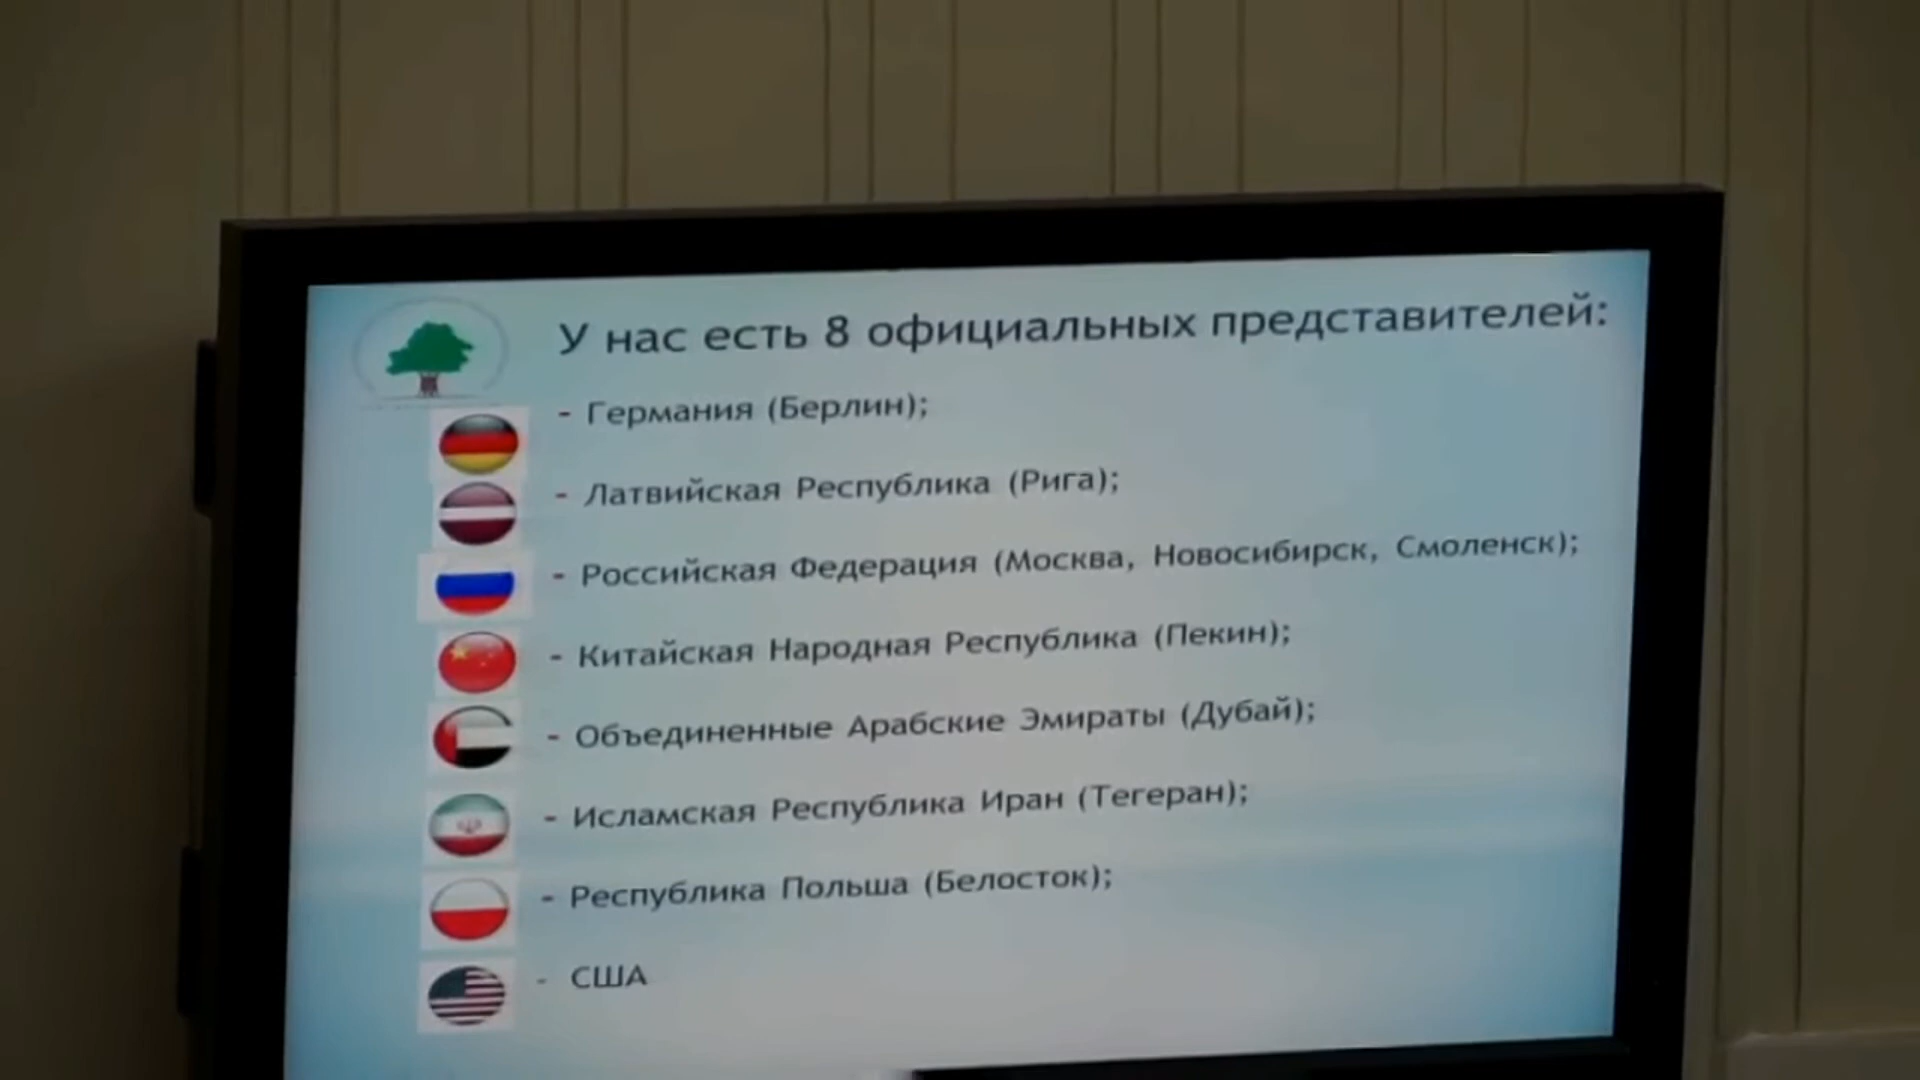 У нас есть 8 официальных представителей:
- Германия (Берлин);
- Латвийская Республика (Рига);
- Российская Федерация (Москва, Новосибирск, Смоленск);
- Китайская Народная Республика (Пекин);
- Объединенные Арабские Эмираты (Дубай);
- Исламская Республика Иран (Тегеран);
- Республика Польша (Белосток);
- США